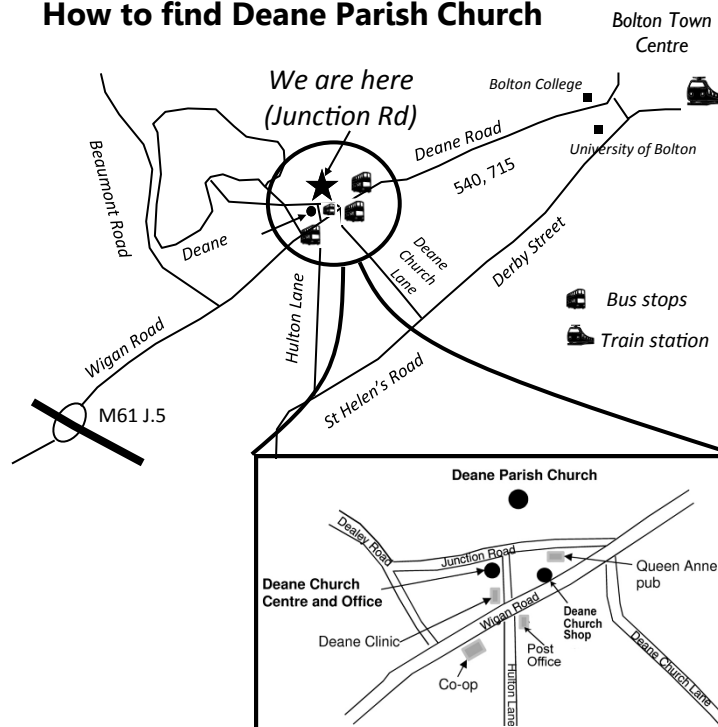 How to find Deane Parish Church
Bolton Town
Centre
We are here
(Junction Rd)
Bolton College
University of Bolton
Deane Road
540, 715
Beaumont Road
Deane
Deane
Church
Lane
Derby Street
Hulton Lane
Wigan Road
St Helen's Road
M61 J.5
Bus stops
Train station
Deane Parish Church
Dealey Road
Junction Road
Queen Anne
pub
Deane Church
Centre and Office
Wigan Road
Deane
Church
Shop
Deane Clinic
Post
Office
Co-op
Hulton Lane
Deane Church Lane